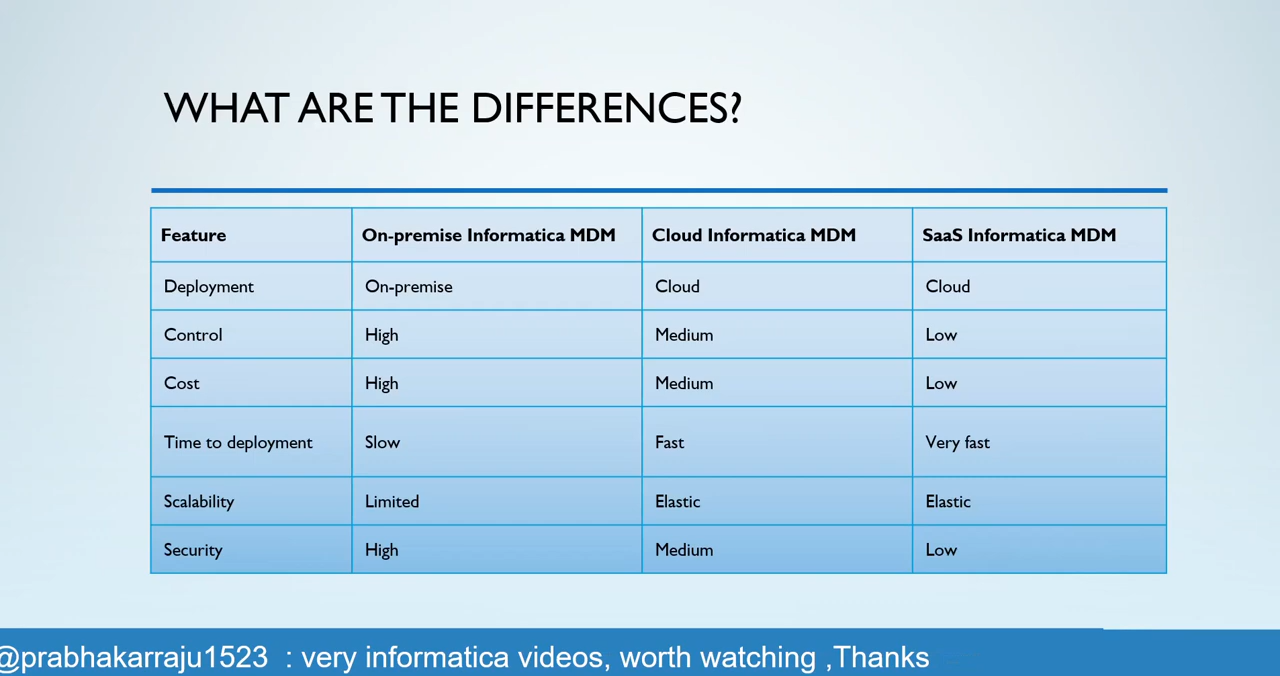 WHAT ARE THE DIFFERENCES?
Feature On-premise Informatica MDM Cloud Informatica MDM SaaS Informatica MDM
Deployment On-premise Cloud Cloud
Control High Medium Low
Cost High Medium Low
Time to deployment Slow Fast Very fast
Scalability Limited Elastic Elastic
Security High Medium Low
@prabhakarraju1523 : very informatica videos, worth watching ,Thanks